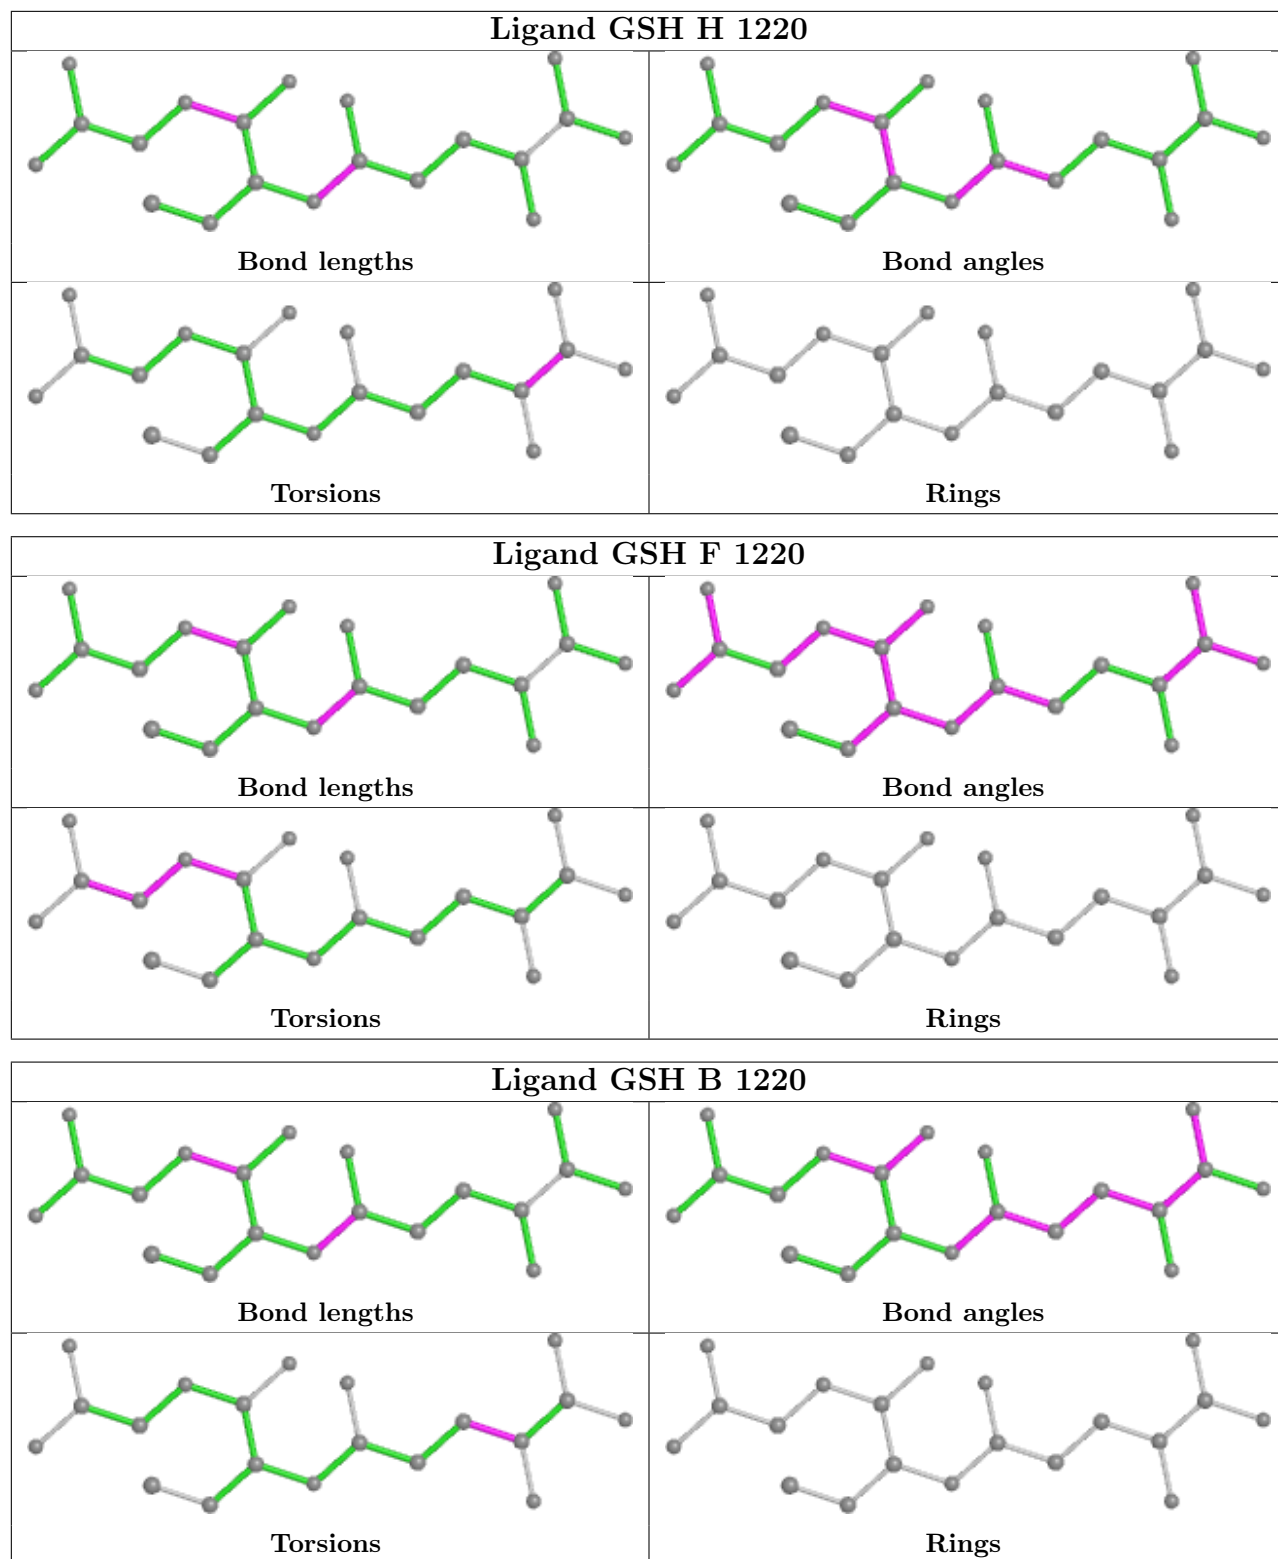 Ligand GSH H 1220
Bond lengths
Bond angles
Torsions
Rings
Ligand GSH F 1220
Bond lengths
Bond angles
Torsions
Rings
Ligand GSH B 1220
Bond lengths
Bond angles
Torsions
Rings